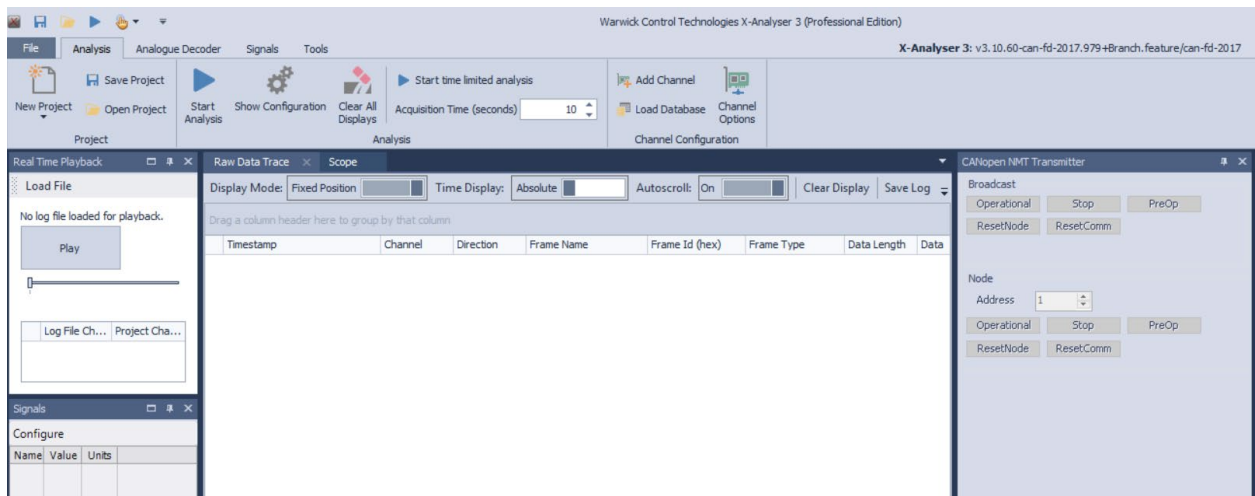 Warwick Control Technologies X-Analyser 3 (Professional Edition)
File Analysis Analogue Decoder Signals Tools
X-Analyser 3: v3.10.60-can-fd-2017.979+Branch.feature/can-fd-2017
New Project
Save Project
Open Project
Project
Start Analysis
Show Configuration
Clear All Displays
Start time limited analysis
Acquisition Time (seconds) 10
Analysis
Add Channel
Load Database
Channel Options
Channel Configuration
Real Time Playback
Load File
No log file loaded for playback.
Play
Log File Ch... Project Cha...
Signals
Configure
Name Value Units
Raw Data Trace Scope
Display Mode: Fixed Position Time Display: Absolute Autoscroll: On Clear Display Save Log
Drag a column header here to group by that column
Timestamp Channel Direction Frame Name Frame Id (hex) Frame Type Data Length Data
CANopen NMT Transmitter
Broadcast
Operational Stop PreOp
ResetNode ResetComm
Node
Address 1
Operational Stop PreOp
ResetNode ResetComm